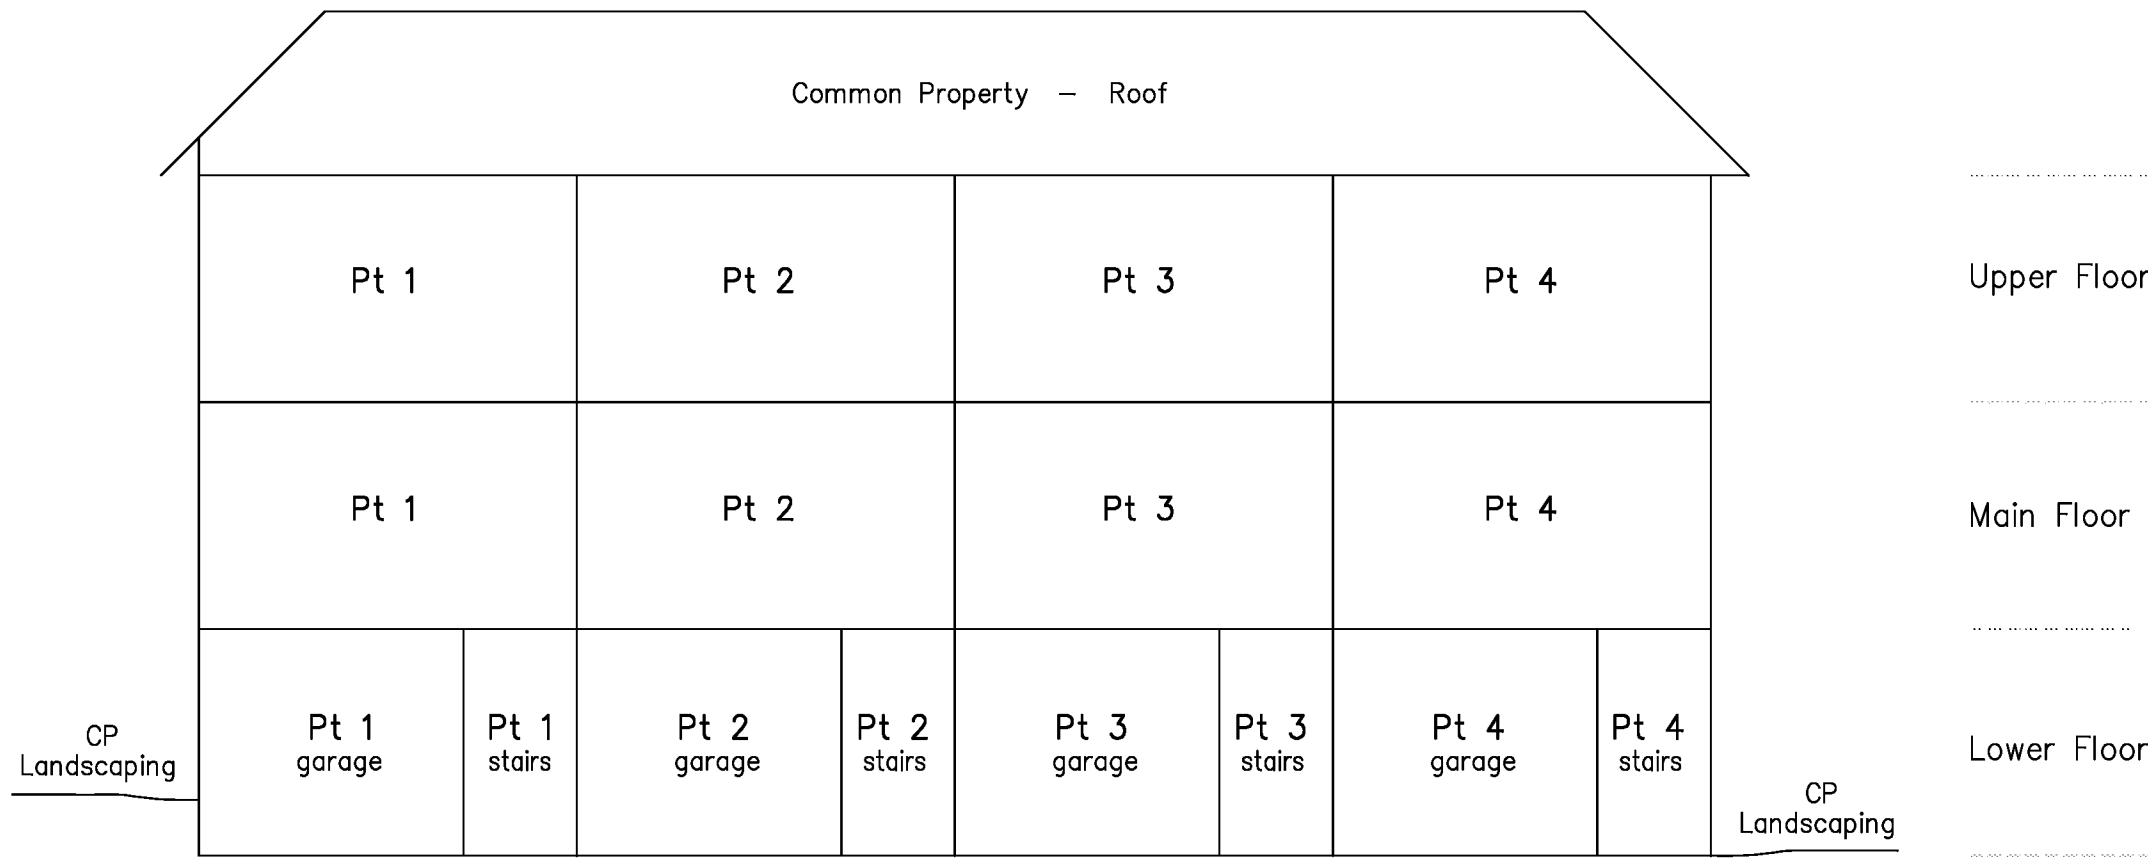 Common Property – Roof
Pt 1
Pt 2
Pt 3
Pt 4
Upper Floor
Pt 1
Pt 2
Pt 3
Pt 4
Main Floor
CP
Landscaping
Pt 1
garage
Pt 1
stairs
Pt 2
garage
Pt 2
stairs
Pt 3
garage
Pt 3
stairs
Pt 4
garage
Pt 4
stairs
Lower Floor
CP
Landscaping